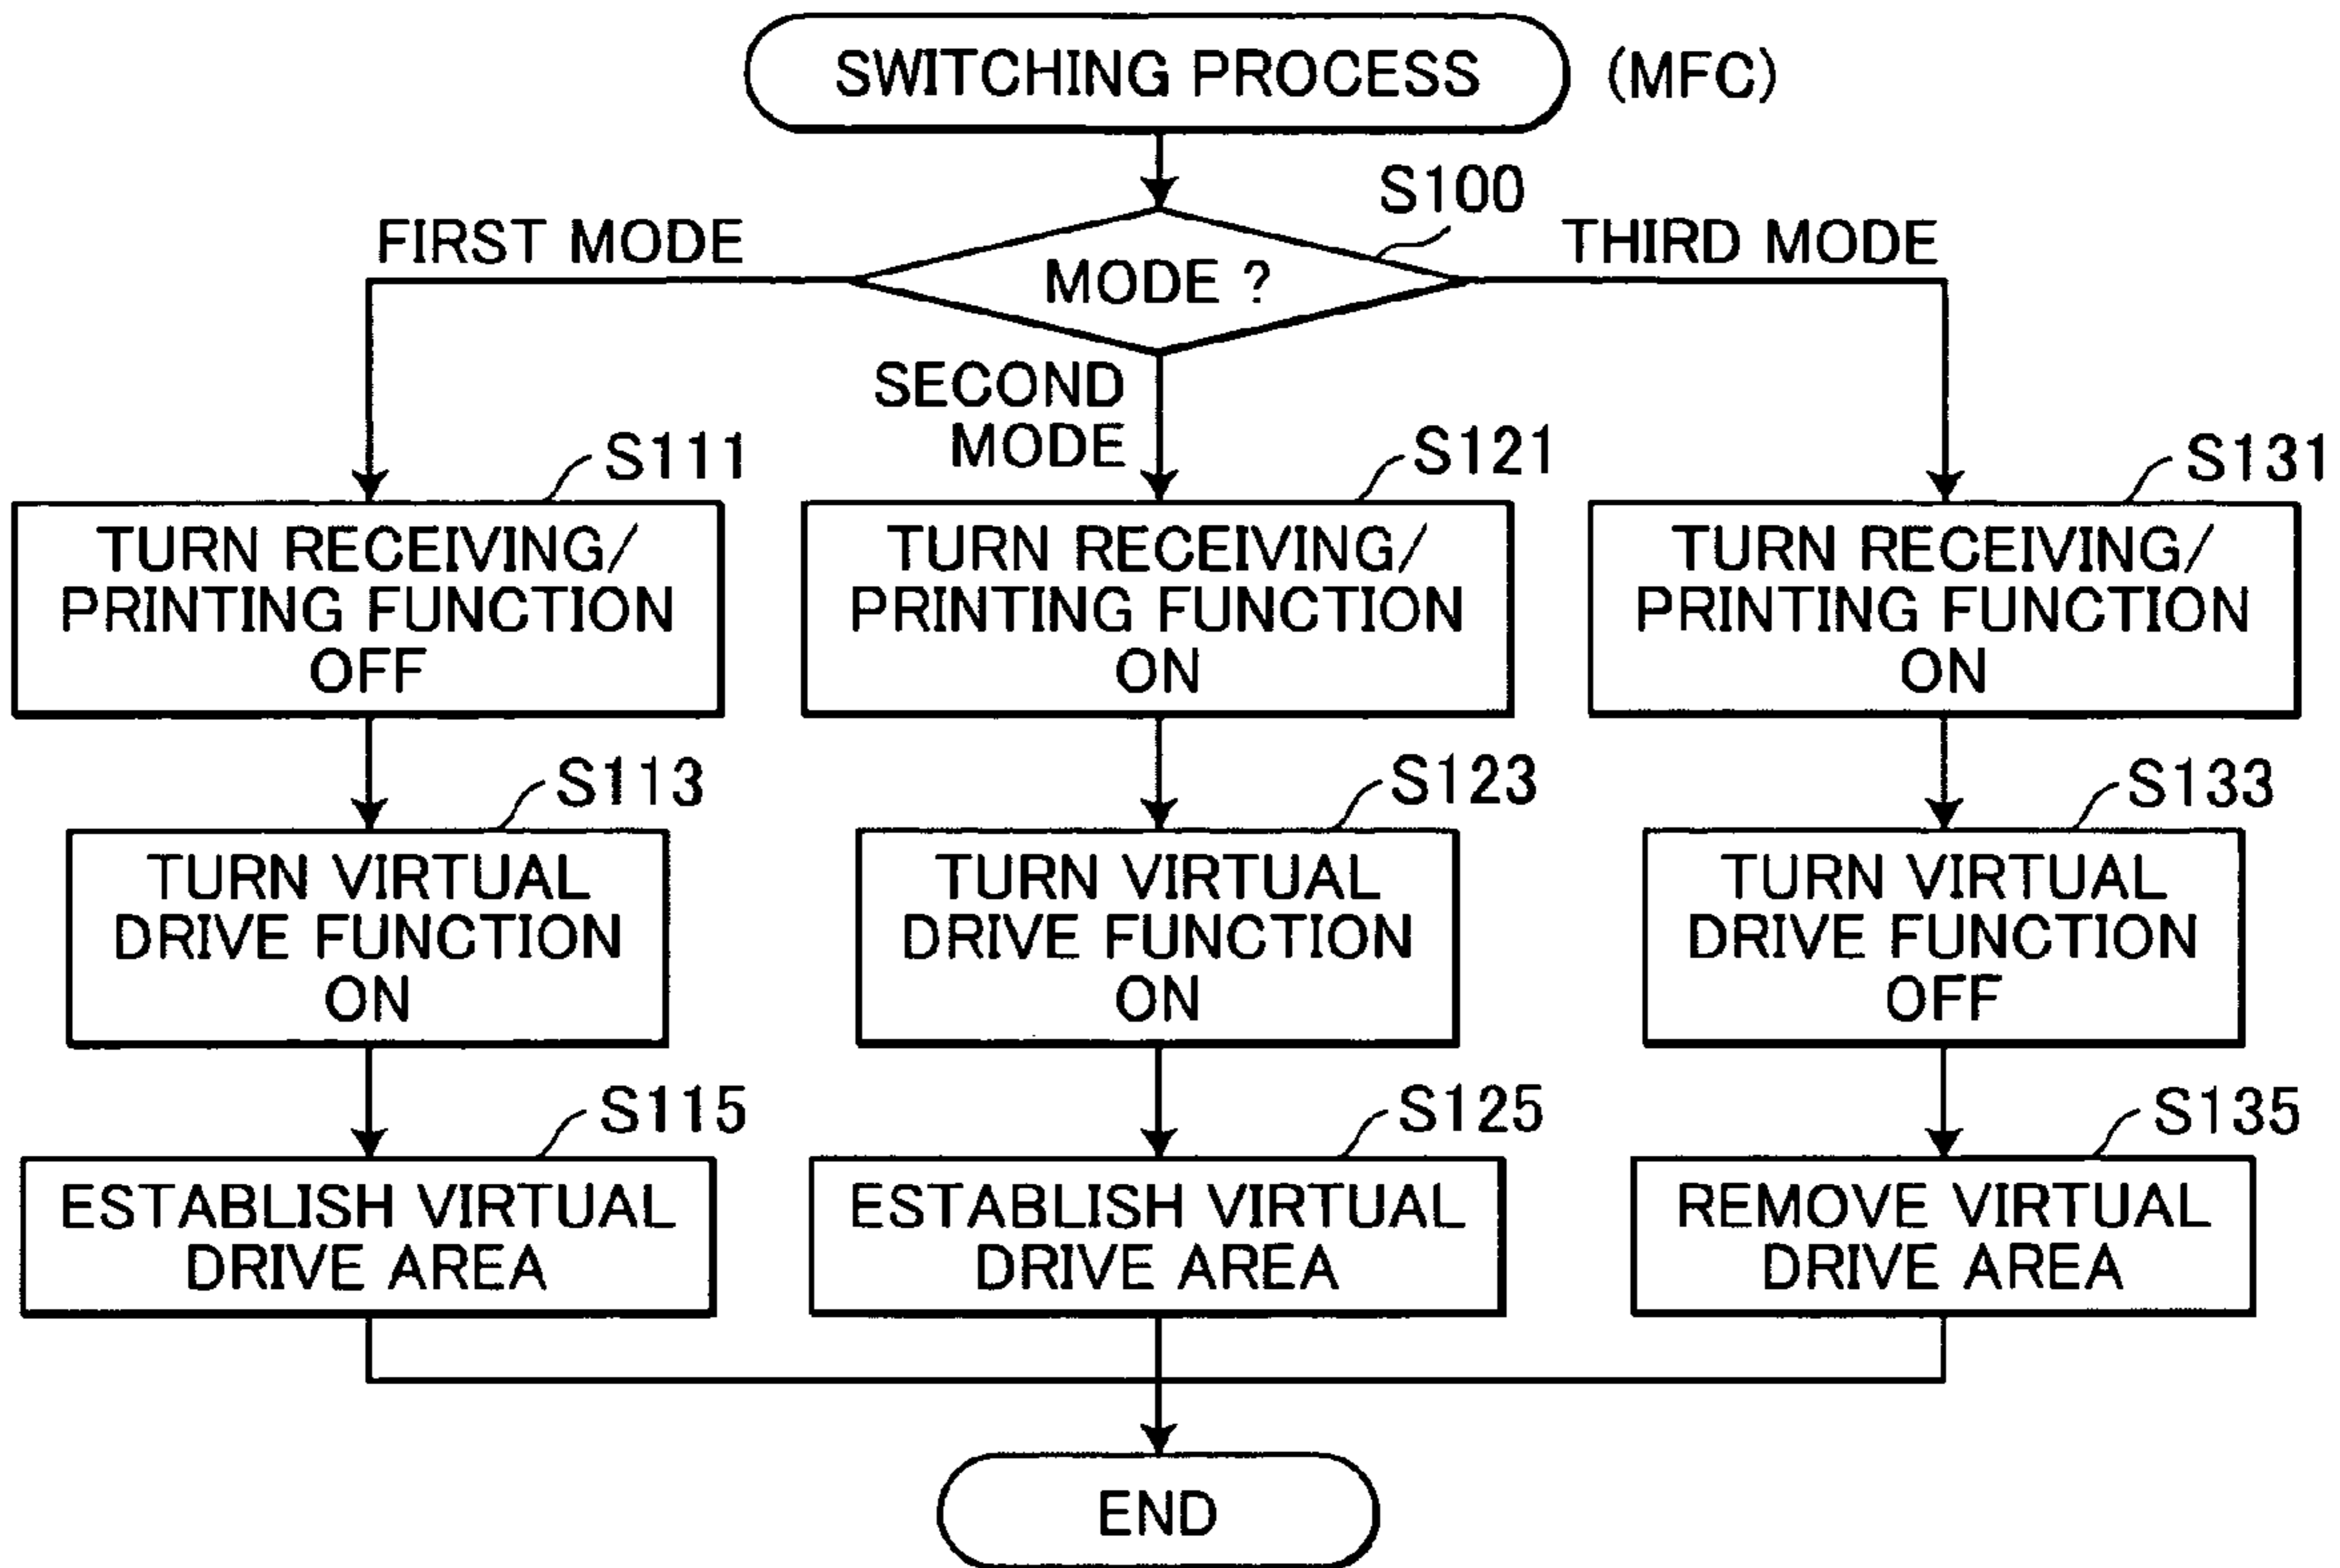 SWITCHING PROCESS
(MFC)
S100
FIRST MODE
MODE ?
THIRD MODE
SECOND
MODE
S111
TURN RECEIVING/
PRINTING FUNCTION
OFF
S121
TURN RECEIVING/
PRINTING FUNCTION
ON
S131
TURN RECEIVING/
PRINTING FUNCTION
ON
S113
TURN VIRTUAL
DRIVE FUNCTION
ON
S123
TURN VIRTUAL
DRIVE FUNCTION
ON
S133
TURN VIRTUAL
DRIVE FUNCTION
OFF
S115
ESTABLISH VIRTUAL
DRIVE AREA
S125
ESTABLISH VIRTUAL
DRIVE AREA
S135
REMOVE VIRTUAL
DRIVE AREA
END